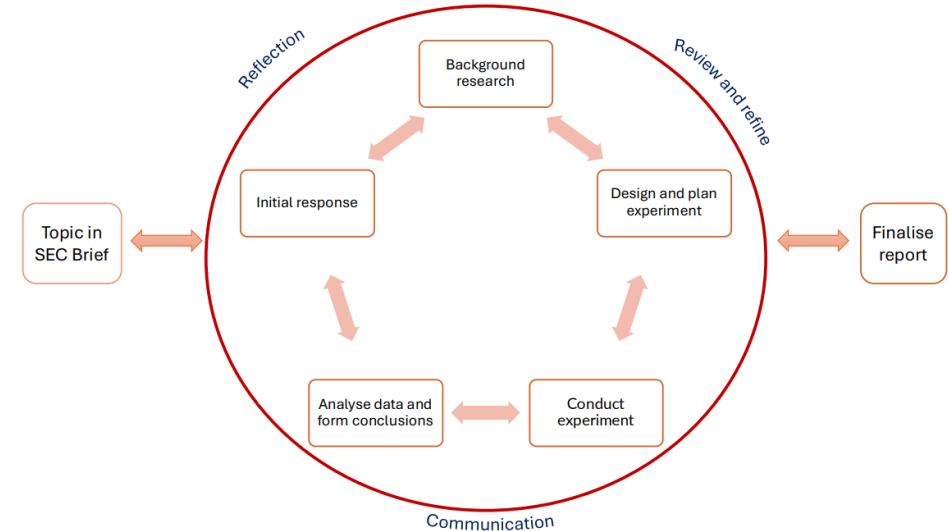 Reflection
Review and refine
Background
research
Initial response
Design and plan
experiment
Topic in
SEC Brief
Finalise
report
Analyse data and
form conclusions
Conduct
experiment
Communication